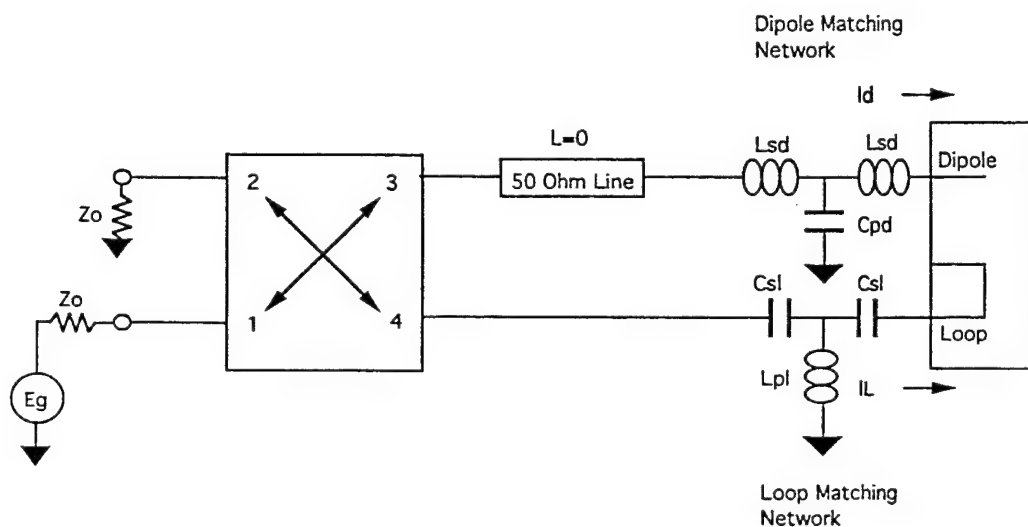 Dipole Matching
Network
Id
L=0
Lsd
Lsd
50 Ohm Line
Dipole
2
3
Zo
Cpd
Csl
Csl
Zo
1
4
Loop
Lpl
IL
Eg
Loop Matching
Network